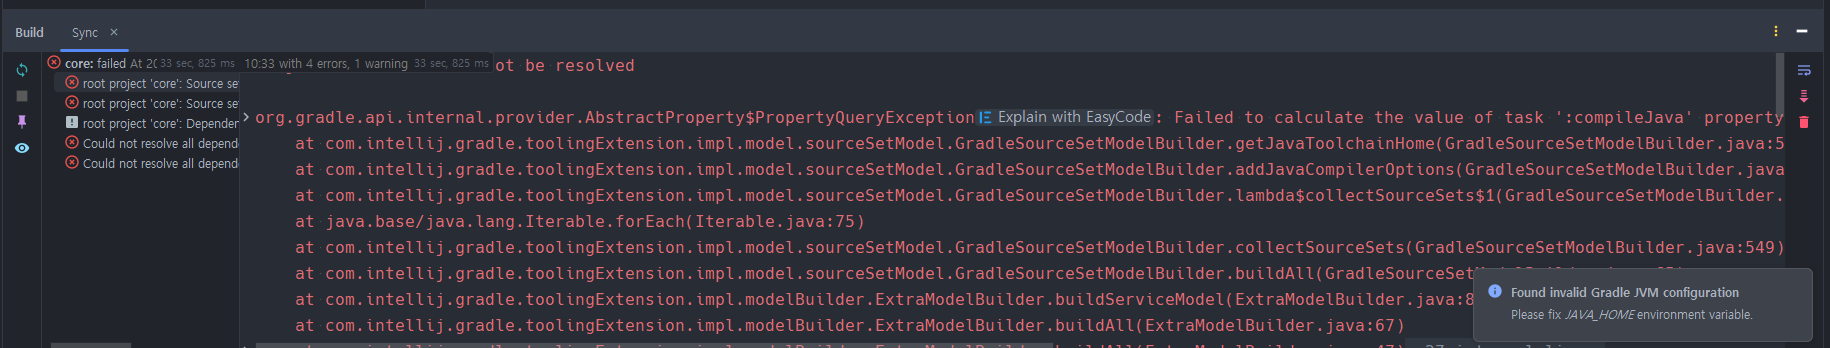 Build
Sync ×
core: failed At 20 33 sec, 825 ms 10:33 with 4 errors, 1 warning 33 sec, 825 ms
ot be resolved
root project 'core': Source se
root project 'core': Source se
root project 'core': Depender
Could not resolve all depend
Could not resolve all depend
org.gradle.api.internal.provider.AbstractProperty$PropertyQueryException Explain with EasyCode : Failed to calculate the value of task ':compileJava' property
at com.intellij.gradle.toolingExtension.impl.model.sourceSetModel.GradleSourceSetModelBuilder.getJavaToolchainHome(GradleSourceSetModelBuilder.java:5
at com.intellij.gradle.toolingExtension.impl.model.sourceSetModel.GradleSourceSetModelBuilder.addJavaCompilerOptions(GradleSourceSetModelBuilder.java
at com.intellij.gradle.toolingExtension.impl.model.sourceSetModel.GradleSourceSetModelBuilder.lambda$collectSourceSets$1(GradleSourceSetModelBuilder.
at java.base/java.lang.Iterable.forEach(Iterable.java:75)
at com.intellij.gradle.toolingExtension.impl.model.sourceSetModel.GradleSourceSetModelBuilder.collectSourceSets(GradleSourceSetModelBuilder.java:549)
at com.intellij.gradle.toolingExtension.impl.model.sourceSetModel.GradleSourceSetModelBuilder.buildAll(GradleSourceSet
at com.intellij.gradle.toolingExtension.impl.modelBuilder.ExtraModelBuilder.buildServiceModel(ExtraModelBuilder.java:8
at com.intellij.gradle.toolingExtension.impl.modelBuilder.ExtraModelBuilder.buildAll(ExtraModelBuilder.java:67)
Found invalid Gradle JVM configuration
Please fix JAVA_HOME environment variable.